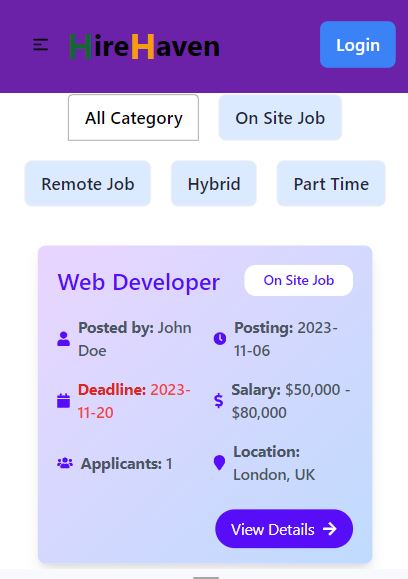 HireHaven
Login
All Category
On Site Job
Remote Job
Hybrid
Part Time
Web Developer
On Site Job
Posted by: John
Doe
Posting: 2023-
11-06
Deadline: 2023-
11-20
Salary: $50,000 -
$80,000
Applicants: 1
Location:
London, UK
View Details